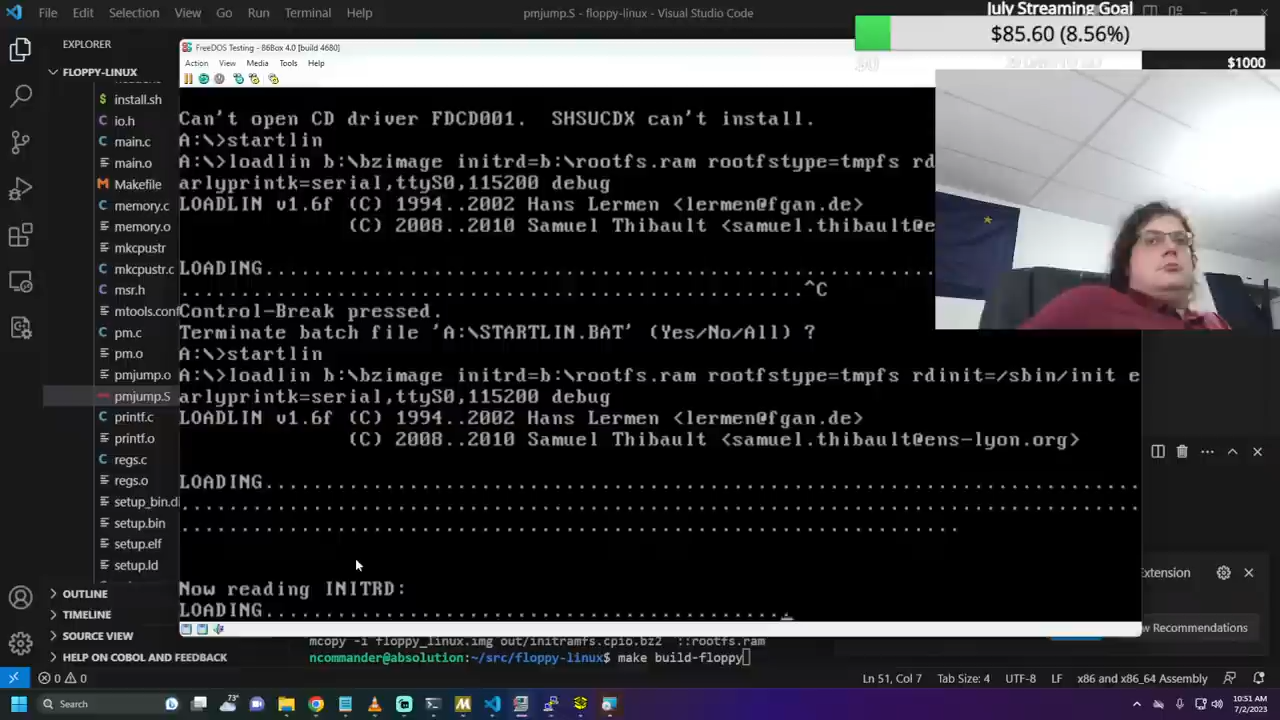 File Edit Selection View Go Run Terminal Help
pmjump.S - floppy-linux - Visual Studio Code
July Streaming Goal
$85.60 (8.56%)
$1000
EXPLORER
FLOPPY-LINUX
install.sh
io.h
main.c
main.o
Makefile
memory.c
memory.o
mkcpustr
mkcpustr.c
msr.h
mtools.conf
pm.c
pm.o
pmjump.o
pmjump.S
printf.c
printf.o
regs.c
regs.o
setup_bin.d
setup.bin
setup.elf
setup.ld
OUTLINE
TIMELINE
SOURCE VIEW
HELP ON COBOL AND FEEDBACK
FreeDOS Testing - 86Box 4.0 [build 4680]
Action View Media Tools Help
Can't open CD driver FDCD001. SHSUCDX can't install.
A:\>startlin
A:\>loadlin b:\bzimage initrd=b:\rootfs.ram rootfstype=tmpfs rd
arlyprintk=serial,ttyS0,115200 debug
LOADLIN v1.6f (C) 1994..2002 Hans Lermen <lermen@fgan.de>
(C) 2008..2010 Samuel Thibault <samuel.thibault@e
LOADING................................................................
.....................................................^C
Control-Break pressed.
Terminate batch file 'A:\STARTLIN.BAT' (Yes/No/All) ?
A:\>startlin
A:\>loadlin b:\bzimage initrd=b:\rootfs.ram rootfstype=tmpfs rdinit=/sbin/init e
arlyprintk=serial,ttyS0,115200 debug
LOADLIN v1.6f (C) 1994..2002 Hans Lermen <lermen@fgan.de>
(C) 2008..2010 Samuel Thibault <samuel.thibault@ens-lyon.org>
LOADING.........................................................................
................................................................................
.................................................................
Now reading INITRD:
LOADING............................................_
Extension
w Recommendations
mcopy -i floppy_linux.img out/initramfs.cpio.bz2 ::rootfs.ram
ncommander@absolution:~/src/floppy-linux$ make build-floppy
0 0
Ln 51, Col 7 Tab Size: 4 UTF-8 LF x86 and x86_64 Assembly
Search
73°
10:51 AM
7/2/2023